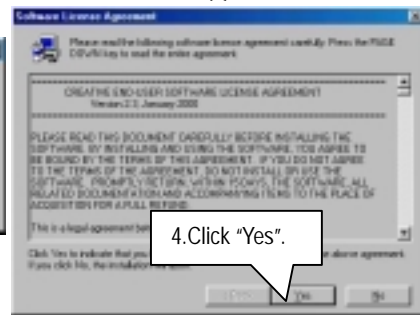 Software License Agreement
Please read the following software license agreement carefully. Press the PAGE
DOWN key to read the entire agreement.
CREATIVE END-USER SOFTWARE LICENSE AGREEMENT
Version 2.3, January 2000
PLEASE READ THIS DOCUMENT CAREFULLY BEFORE INSTALLING THE
SOFTWARE. BY INSTALLING AND USING THE SOFTWARE, YOU AGREE TO
BE BOUND BY THE TERMS OF THIS AGREEMENT. IF YOU DO NOT AGREE
TO THE TERMS OF THE AGREEMENT, DO NOT INSTALL OR USE THE
SOFTWARE. PROMPTLY RETURN, WITHIN 15DAYS, THE SOFTWARE, ALL
RELATED DOCUMENTATION AND ACCOMPANYING ITEMS TO THE PLACE OF
ACQUISITION FOR A FULL REFUND.
This is a legal agreement
4.Click “Yes”.
Click Yes to indicate that you above agreement.
If you click No, the installation
Yes
No